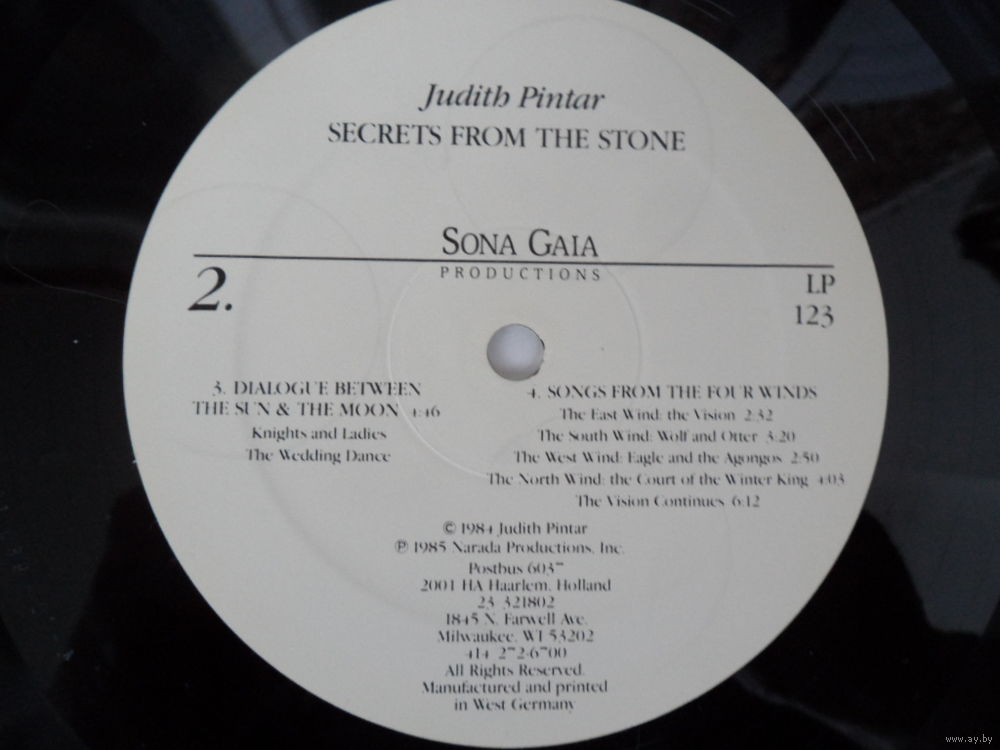 Judith Pintar
SECRETS FROM THE STONE
SONA GAIA
PRODUCTIONS
2.
LP
123
3. DIALOGUE BETWEEN
THE SUN & THE MOON 4:46
Knights and Ladies
The Wedding Dance
4. SONGS FROM THE FOUR WINDS
The East Wind: the Vision 2:32
The South Wind: Wolf and Otter 3:20
The West Wind: Eagle and the Agongos 2:50
The North Wind: the Court of the Winter King 4:03
The Vision Continues 6:12
© 1984 Judith Pintar
℗ 1985 Narada Productions, Inc.
Postbus 6037
2001 HA Haarlem, Holland
23 321802
1845 N. Farwell Ave.
Milwaukee, WI 53202
414 272-6700
All Rights Reserved.
Manufactured and printed
in West Germany
www.ay.by